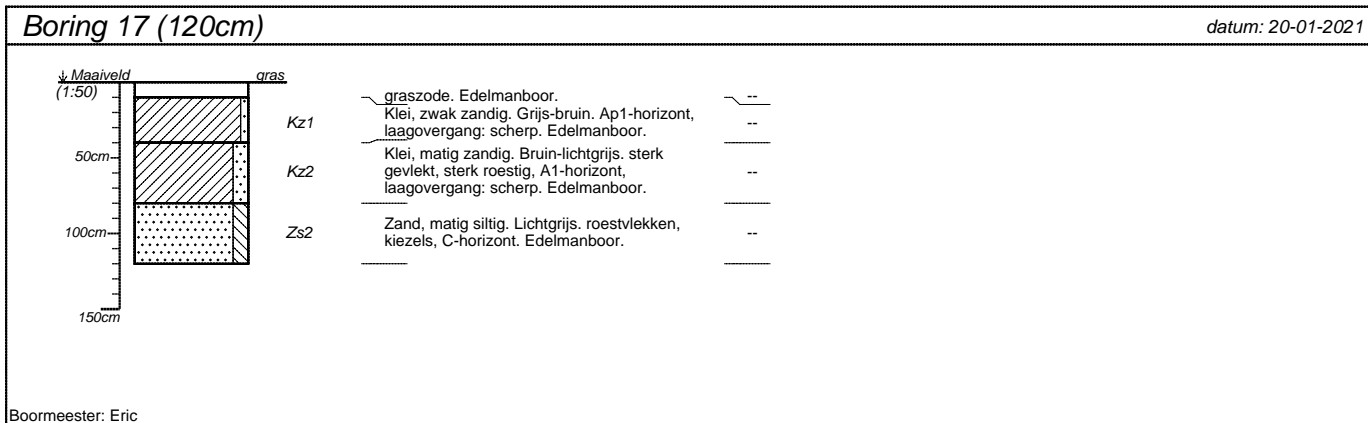 Boring 17 (120cm)
datum: 20-01-2021
Maaiveld
gras
(1:50)
graszode. Edelmanboor.
--
Kz1
Klei, zwak zandig. Grijs-bruin. Ap1-horizont,
laagovergang: scherp. Edelmanboor.
--
50cm
Kz2
Klei, matig zandig. Bruin-lichtgrijs. sterk
gevlekt, sterk roestig, A1-horizont,
laagovergang: scherp. Edelmanboor.
--
100cm
Zs2
Zand, matig siltig. Lichtgrijs. roestvlekken,
kiezels, C-horizont. Edelmanboor.
--
150cm
Boormeester: Eric